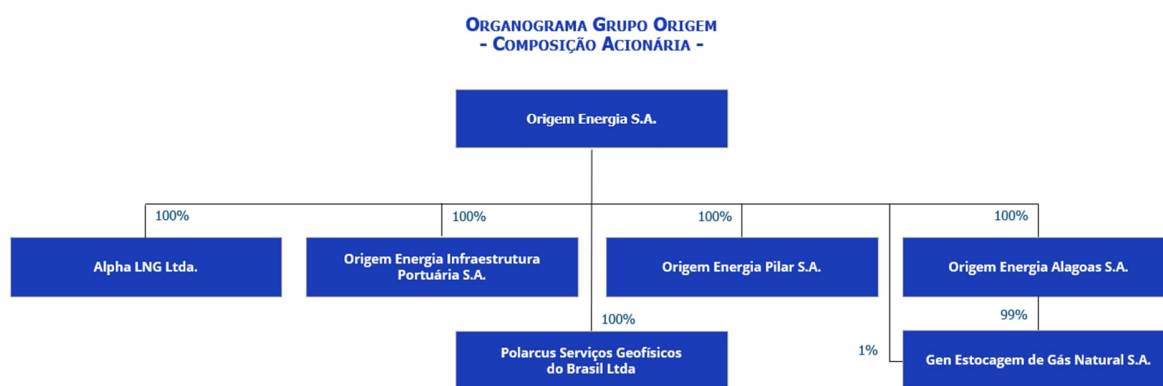 Organograma Grupo Origem
- Composição Acionária -
Origem Energia S.A.
100%
100%
100%
100%
Alpha LNG Ltda.
Origem Energia Infraestrutura
Portuária S.A.
Origem Energia Pilar S.A.
Origem Energia Alagoas S.A.
100%
99%
Polarcus Serviços Geofísicos
do Brasil Ltda
1%
Gen Estocagem de Gás Natural S.A.